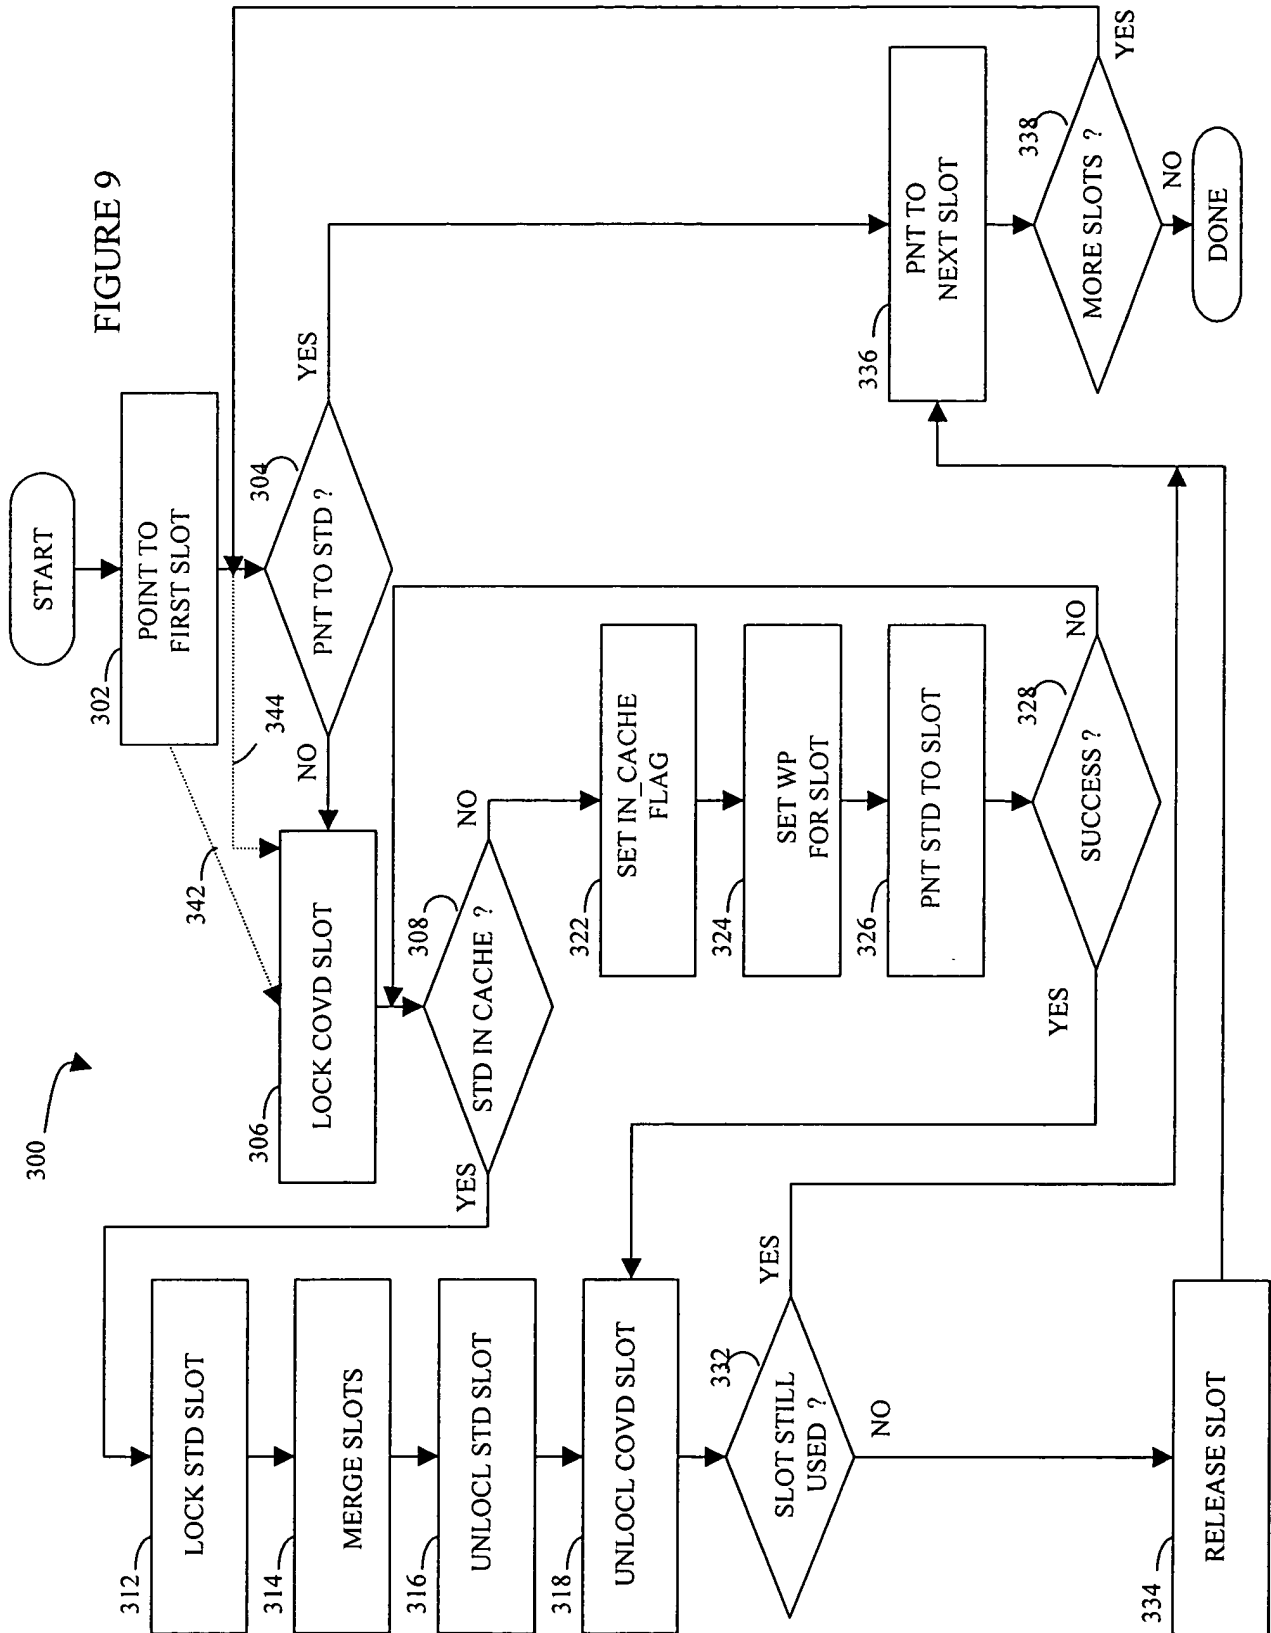 FIGURE 9
300
START
302
POINT TO
FIRST SLOT
342
344
304
PNT TO STD ?
YES
NO
306
LOCK COVD SLOT
308
STD IN CACHE ?
YES
NO
312
LOCK STD SLOT
314
MERGE SLOTS
316
UNLOCL STD SLOT
318
UNLOCL COVD SLOT
322
SET IN_CACHE
FLAG
324
SET WP
FOR SLOT
326
PNT STD TO SLOT
328
SUCCESS ?
YES
NO
332
SLOT STILL
USED ?
YES
NO
334
RELEASE SLOT
336
PNT TO
NEXT SLOT
338
MORE SLOTS ?
YES
NO
DONE